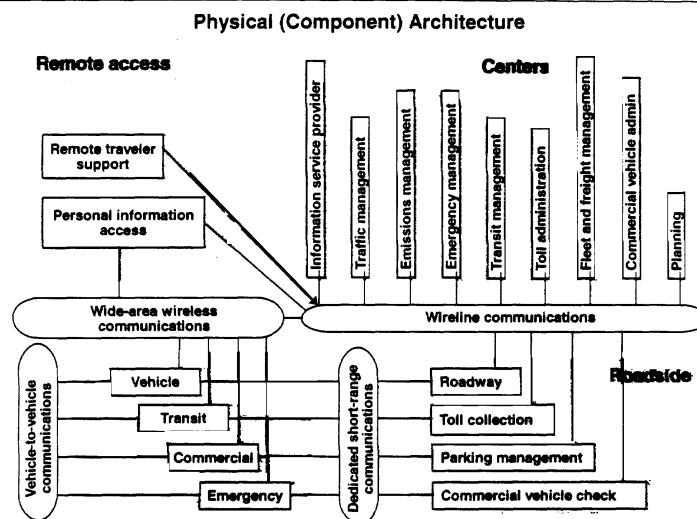 Physical (Component) Architecture
Remote access
Centers
Remote traveler
support
Personal information
access
Information service provider
Traffic management
Emissions management
Emergency management
Transit management
Toll administration
Fleet and freight management
Commercial vehicle admin
Planning
Wide-area wireless
communications
Wireline communications
Roadside
Vehicle-to-vehicle
communications
Vehicle
Transit
Commercial
Emergency
Dedicated short-range
communications
Roadway
Toll collection
Parking management
Commercial vehicle check